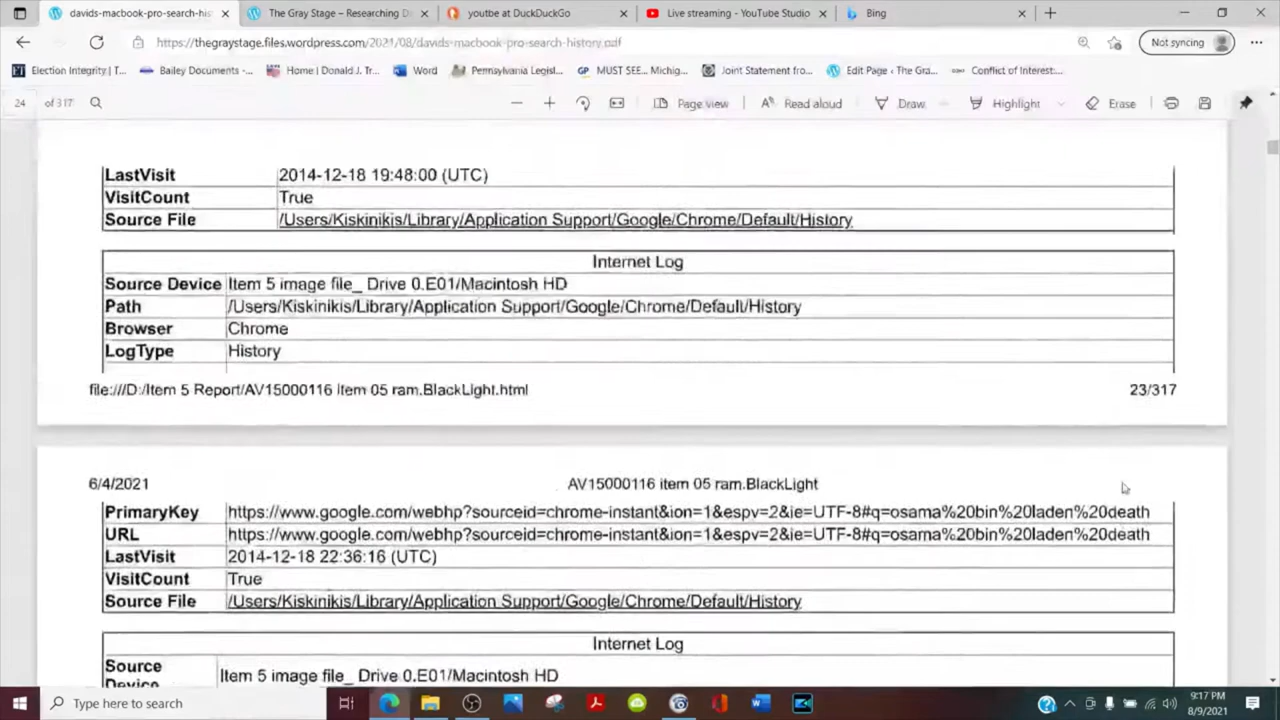 davids-macbook-pro-search-his
The Gray Stage – Researching D
youtbe at DuckDuckGo
Live streaming - YouTube Studio
Bing
https://thegraystage.files.wordpress.com/2021/08/davids-macbook-pro-search-history.pdf
Not syncing
Election Integrity | T...
Bailey Documents -...
Home | Donald J. Tr...
Word
Pennsylvania Legisl...
MUST SEE... Michig...
Joint Statement fro...
Edit Page ‹ The Gra...
Conflict of Interest:...
24 of 317
Page view
Read aloud
Draw
Highlight
Erase
LastVisit 2014-12-18 19:48:00 (UTC)
VisitCount True
Source File /Users/Kiskinikis/Library/Application Support/Google/Chrome/Default/History
Internet Log
Source Device Item 5 image file_ Drive 0.E01/Macintosh HD
Path /Users/Kiskinikis/Library/Application Support/Google/Chrome/Default/History
Browser Chrome
LogType History
file:///D:/Item 5 Report/AV15000116 item 05 ram.BlackLight.html 23/317
6/4/2021 AV15000116 item 05 ram.BlackLight
PrimaryKey https://www.google.com/webhp?sourceid=chrome-instant&ion=1&espv=2&ie=UTF-8#q=osama%20bin%20laden%20death
URL https://www.google.com/webhp?sourceid=chrome-instant&ion=1&espv=2&ie=UTF-8#q=osama%20bin%20laden%20death
LastVisit 2014-12-18 22:36:16 (UTC)
VisitCount True
Source File /Users/Kiskinikis/Library/Application Support/Google/Chrome/Default/History
Internet Log
Source
Device Item 5 image file_ Drive 0.E01/Macintosh HD
Type here to search
9:17 PM
8/9/2021